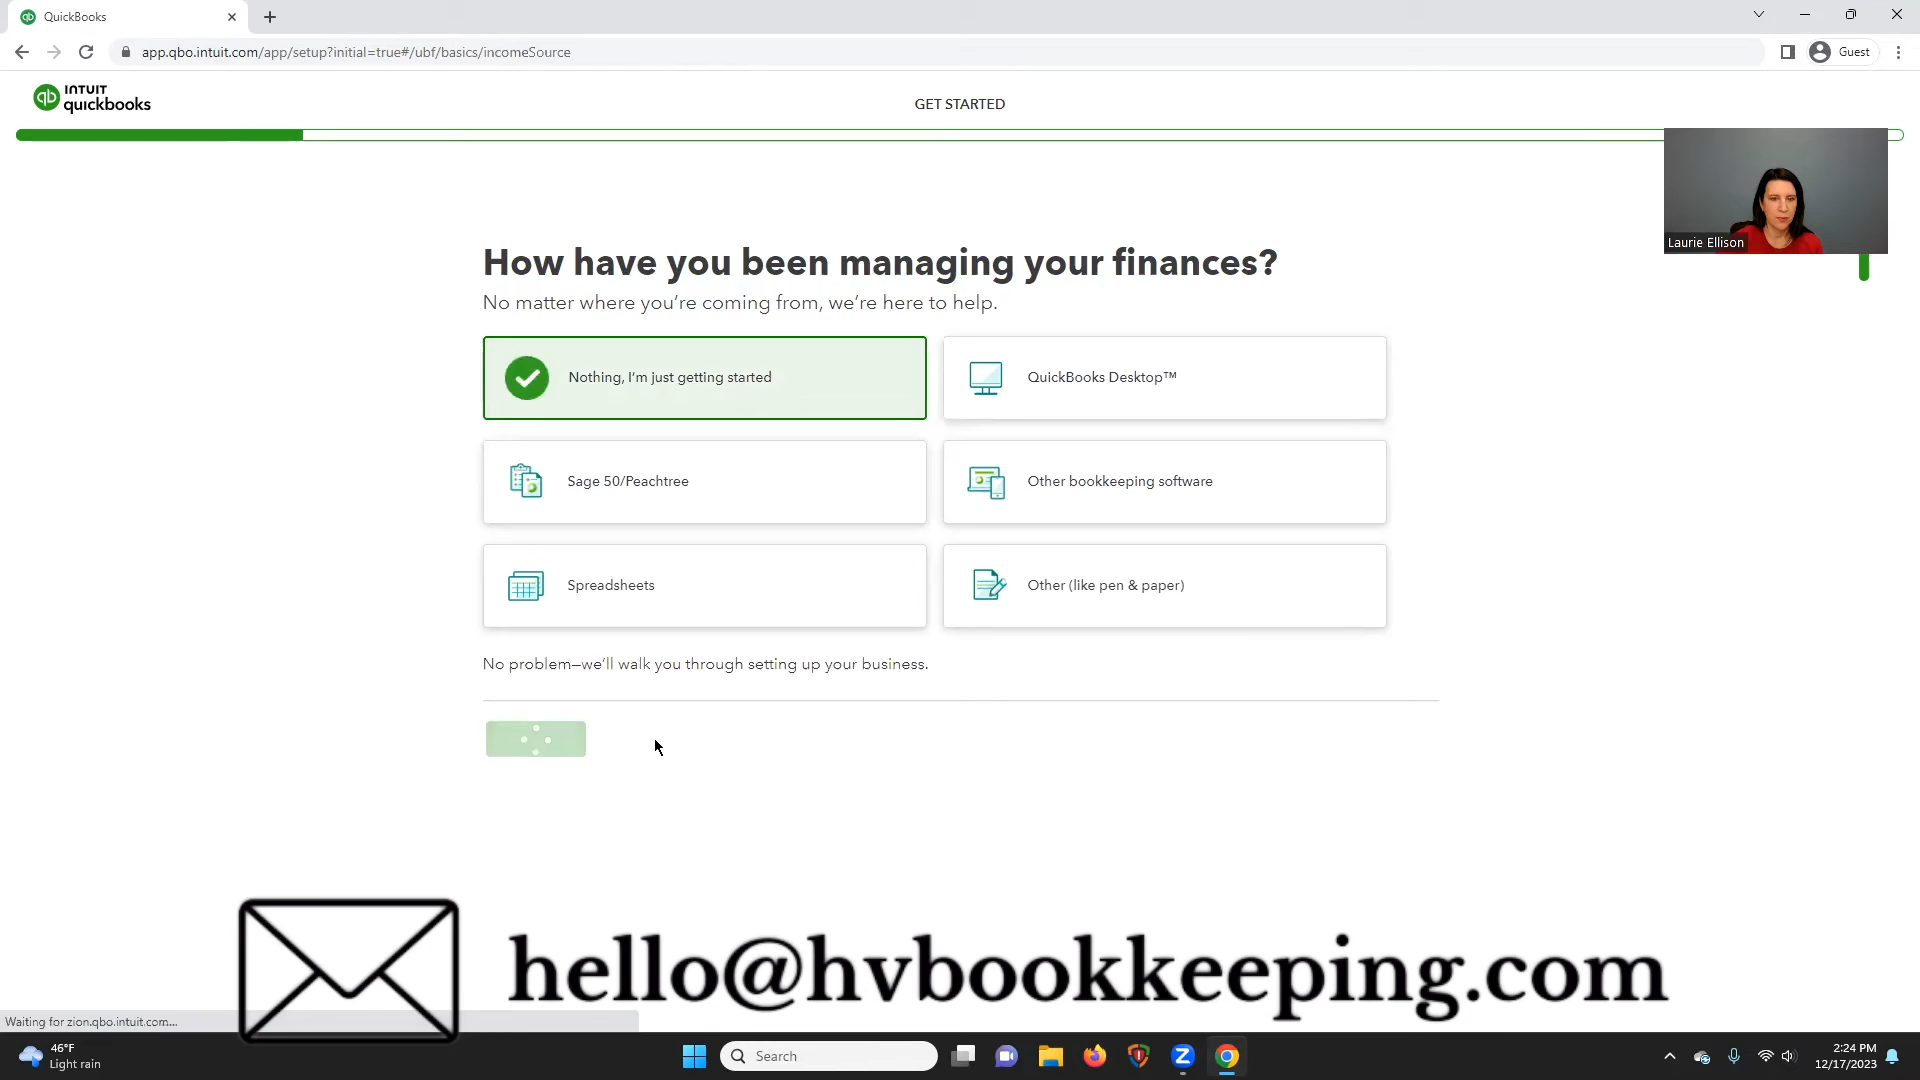 QuickBooks
app.qbo.intuit.com/app/setup?initial=true#/ubf/basics/incomeSource
Guest
qb INTUIT
quickbooks
GET STARTED
Laurie Ellison
How have you been managing your finances?
No matter where you're coming from, we're here to help.
Nothing, I'm just getting started
QuickBooks Desktop™
Sage 50/Peachtree
Other bookkeeping software
Spreadsheets
Other (like pen & paper)
No problem—we'll walk you through setting up your business.
hello@hvbookkeeping.com
Waiting for zion.qbo.intuit.com...
46°F
Light rain
Search
2:24 PM
12/17/2023